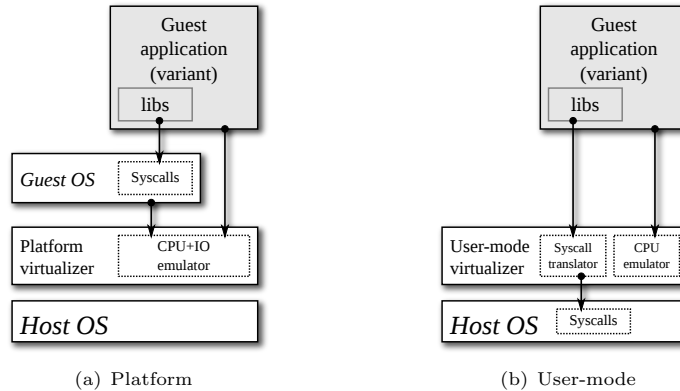 Guest
application
(variant)
libs
Guest OS
Syscalls
Platform
virtualizer
CPU+IO
emulator
Host OS
(a) Platform
Guest
application
(variant)
libs
User-mode
virtualizer
Syscall
translator
CPU
emulator
Host OS
Syscalls
(b) User-mode